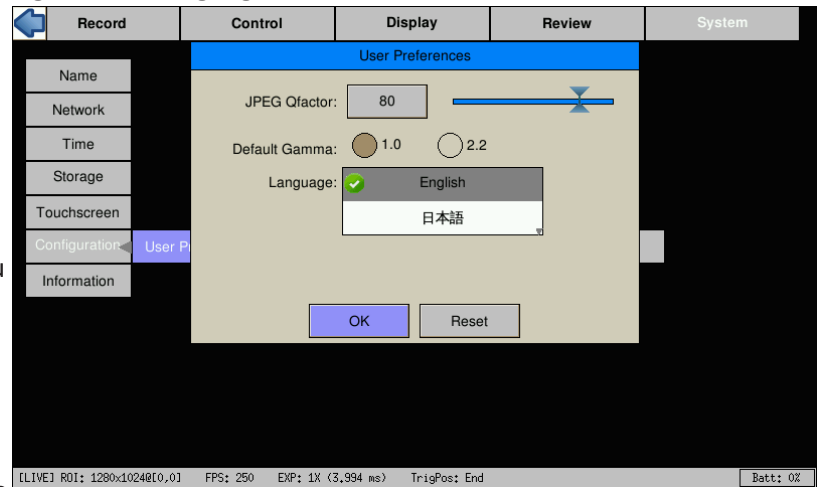 Record Control Display Review System
User Preferences
Name
Network
Time
Storage
Touchscreen
Configuration User P
Information
JPEG Qfactor: 80
Default Gamma: 1.0 2.2
Language: English
日本語
OK Reset
[LIVE] ROI: 1280x1024@[0,0] FPS: 250 EXP: 1X (3.994 ms) TrigPos: End Batt: 0%